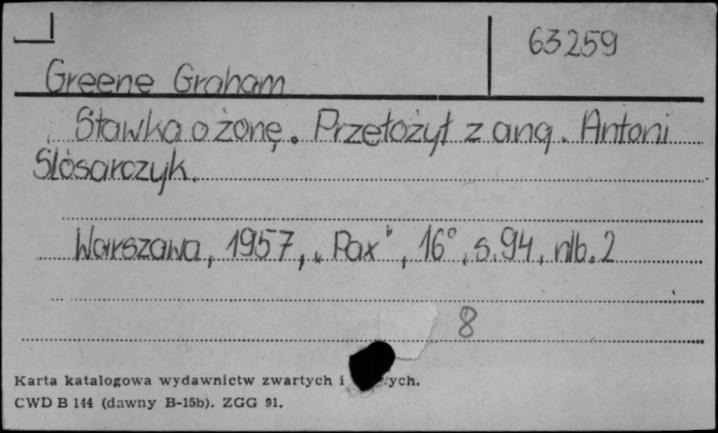 63259
Greene Graham
Stawka o żonę. Przełożył z ang. Antoni
Ślósarczyk.
Warszawa, 1957, „Pax", 16°, s. 94, nlb. 2
8
Karta katalogowa wydawnictw zwartych i ych.
CWD B 144 (dawny B-15b). ZGG 91.